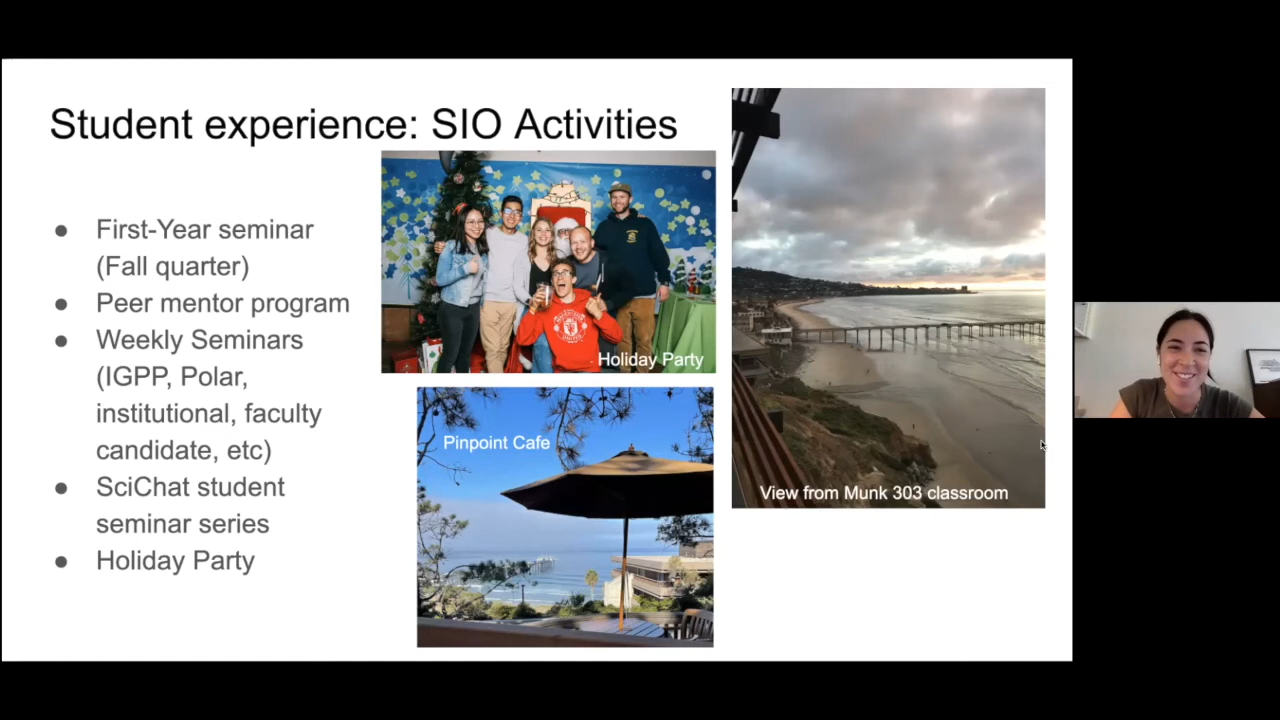 Student experience: SIO Activities
First-Year seminar
(Fall quarter)
Peer mentor program
Weekly Seminars
(IGPP, Polar,
institutional, faculty
candidate, etc)
SciChat student
seminar series
Holiday Party
Holiday Party
Pinpoint Cafe
View from Munk 303 classroom